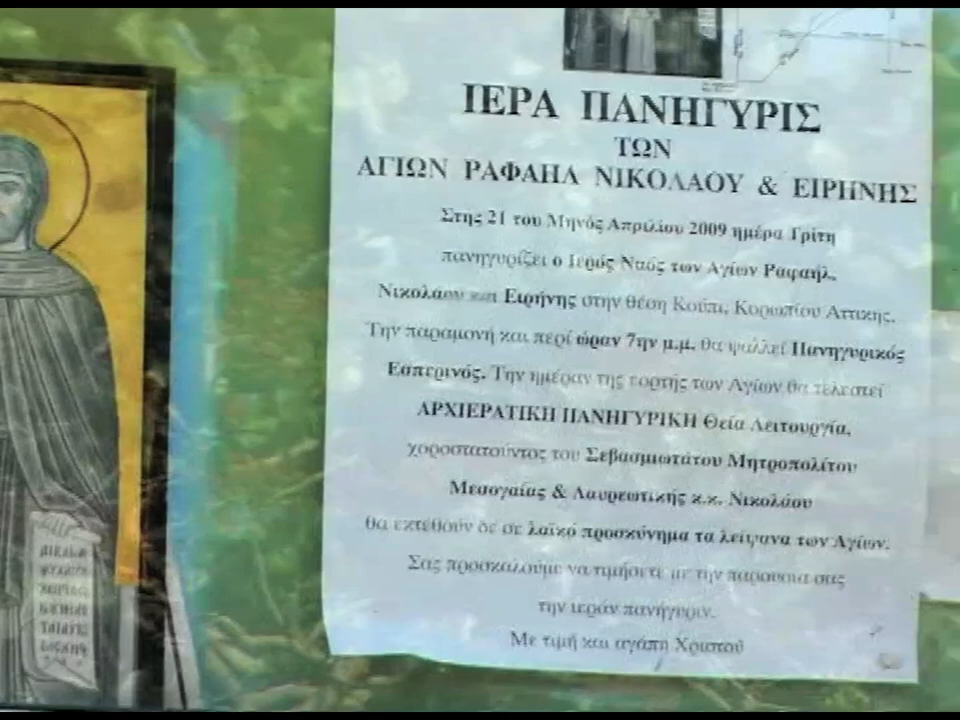 ΙΕΡΑ ΠΑΝΗΓΥΡΙΣ
ΤΩΝ
ΑΓΙΩΝ ΡΑΦΑΗΛ ΝΙΚΟΛΑΟΥ & ΕΙΡΗΝΗΣ
Στης 21 του Μηνός Απριλίου 2009 ημέρα Τρίτη
πανηγυρίζει ο Ιερός Ναός των Αγίων Ραφαήλ,
Νικολάου και Ειρήνης στην θέση Κούπι, Κορωπίου Αττικης.
Την παραμονή και περί ώραν 7ην μ.μ. θα ψαλλεί Πανηγυρικός
Εσπερινός. Την ημέραν της εορτής των Αγίων θα τελεστεί
ΑΡΧΙΕΡΑΤΙΚΗ ΠΑΝΗΓΥΡΙΚΗ Θεία Λειτουργία,
χοροστατούντος του Σεβασμιωτάτου Μητροπολίτου
Μεσογαίας & Λαυρεωτικής κ.κ. Νικολάου
θα εκτεθούν δε σε λαϊκό προσκύνημα τα λείψανα των Αγίων.
Σας προσκαλούμε να τιμήσετε με την παρουσια σας
την ιεράν πανήγυριν.
Με τιμή και αγάπη Χριστού